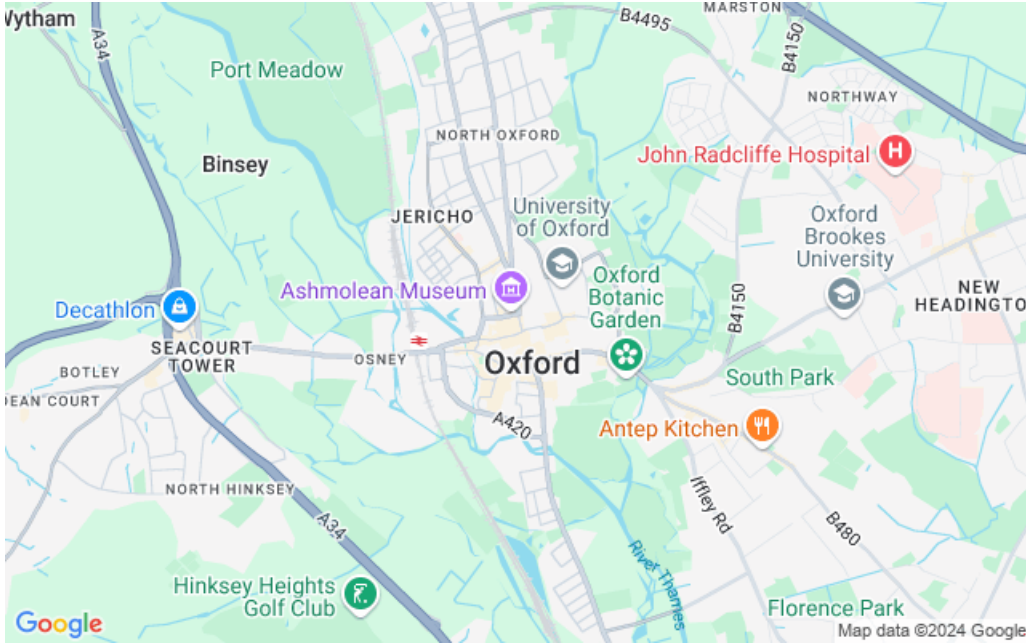 Wytham
A34
Port Meadow
B4495
MARSTON
B4150
NORTHWAY
NORTH OXFORD
Binsey
John Radcliffe Hospital
H
JERICHO
University
of Oxford
Oxford
Brookes
University
Ashmolean Museum
Oxford
Botanic
Garden
B4150
NEW
HEADINGTO
Decathlon
SEACOURT
TOWER
OSNEY
Oxford
BOTLEY
DEAN COURT
South Park
A420
Antep Kitchen
NORTH HINKSEY
A34
Iffley Rd
B480
River Thames
Hinksey Heights
Golf Club
Florence Park
Google
Map data ©2024 Google